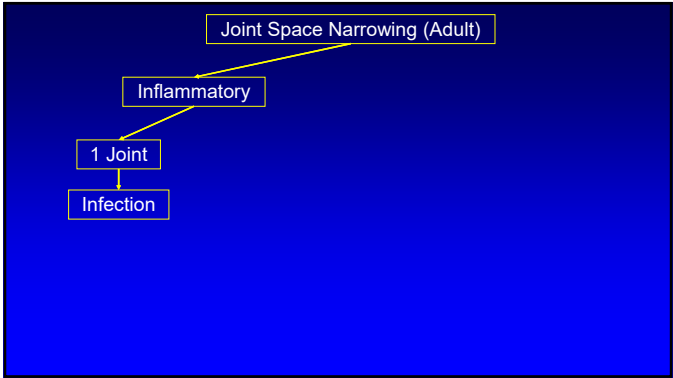 Joint Space Narrowing (Adult)
Inflammatory
1 Joint
Infection